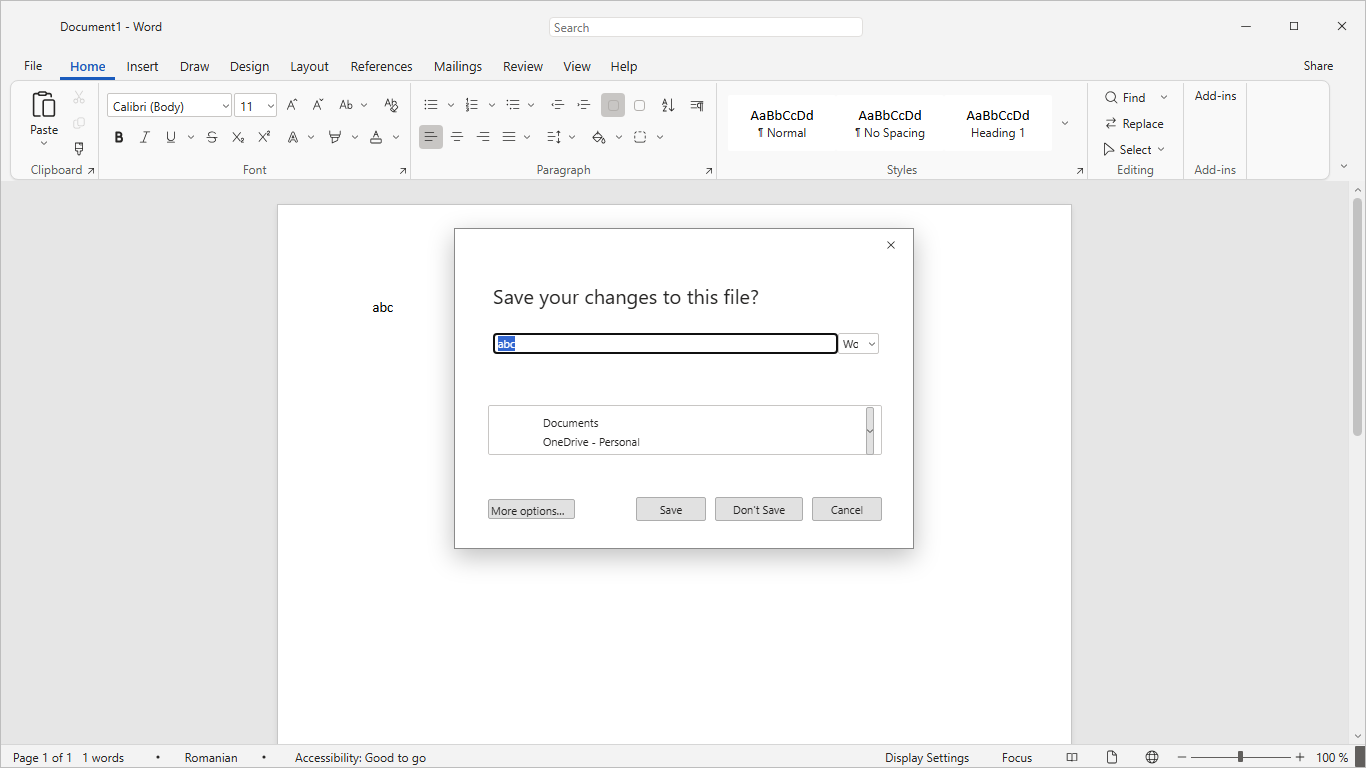 Document1 - Word
Search
File Home Insert Draw Design Layout References Mailings Review View Help Share
Calibri (Body) 11
Paste
Clipboard
Font
Paragraph
AaBbCcDd AaBbCcDd AaBbCcDd
¶ Normal ¶ No Spacing Heading 1
Styles
Find
Replace
Select
Editing
Add-ins
Add-ins
abc
Save your changes to this file?
abc Wo
Documents
OneDrive - Personal
More options... Save Don't Save Cancel
Page 1 of 1 1 words • Romanian • Accessibility: Good to go Display Settings Focus 100 %